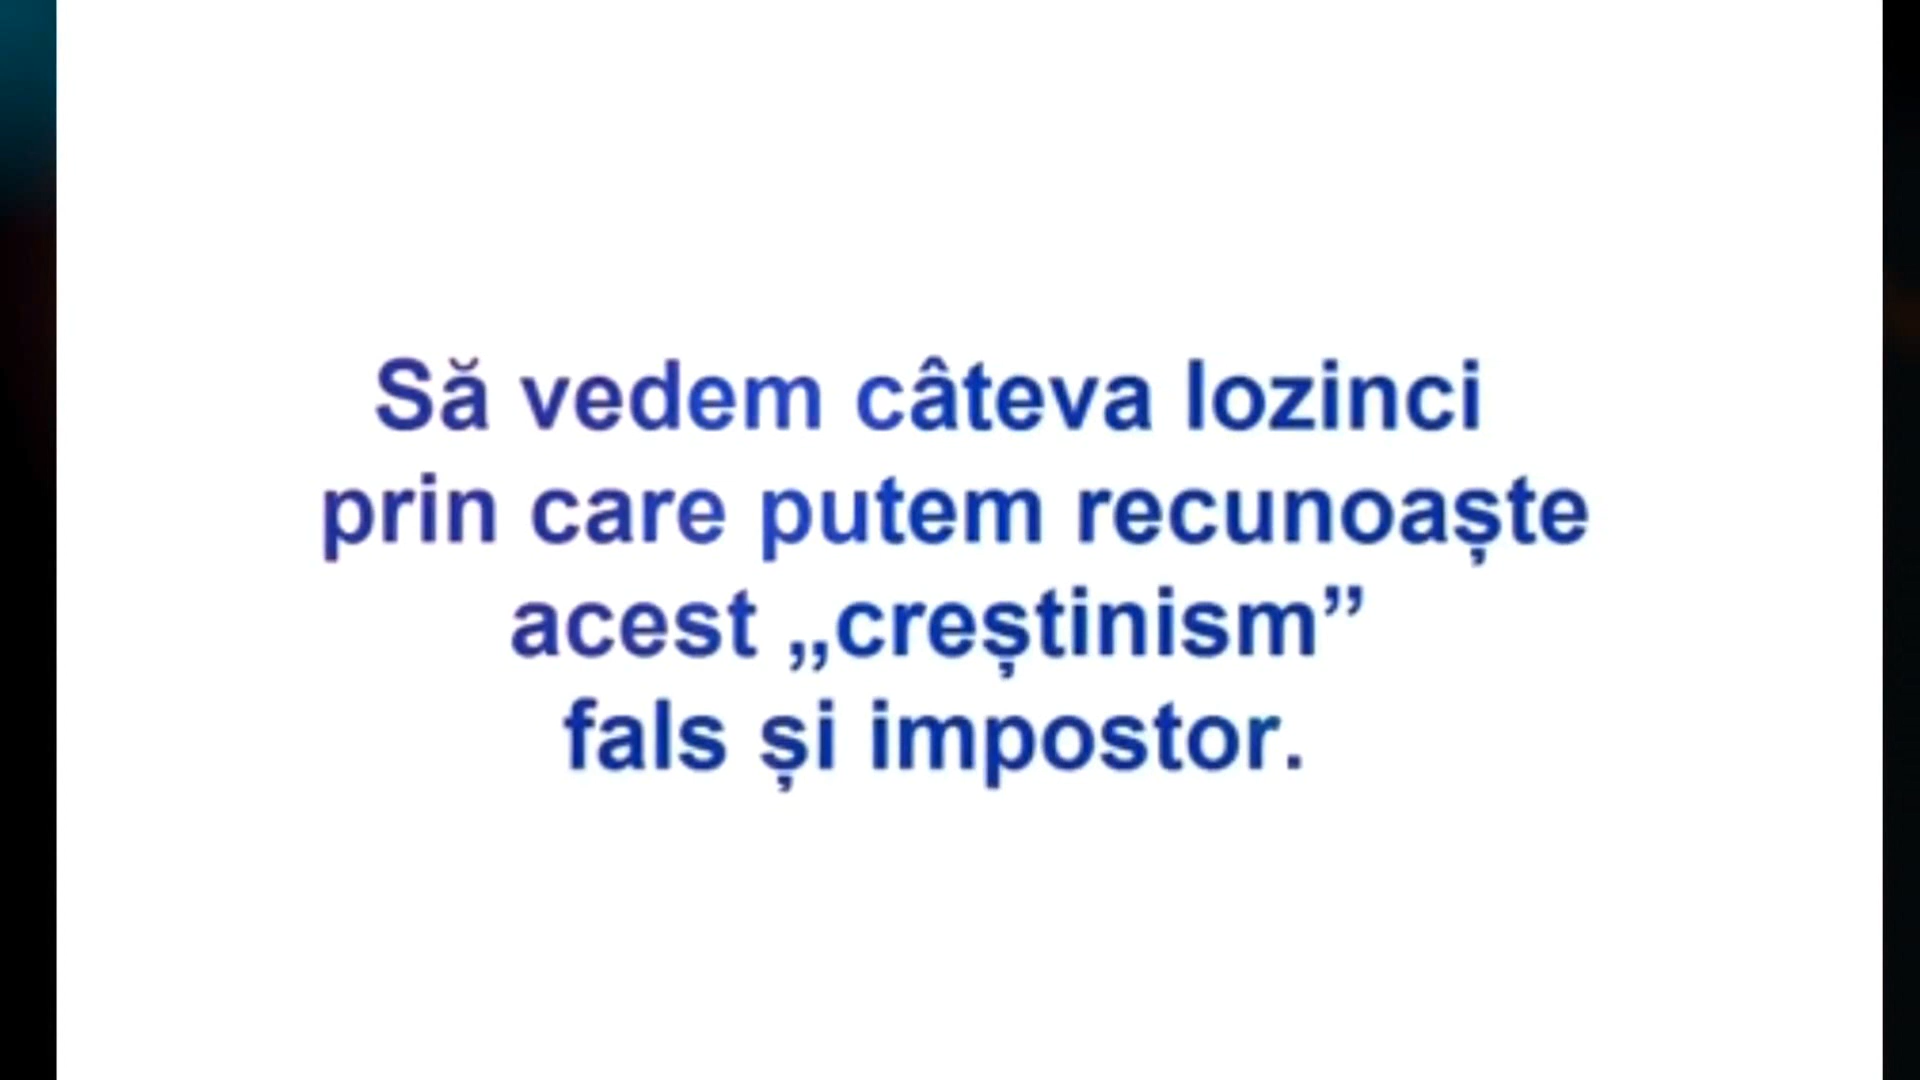 Să vedem câteva lozinci
prin care putem recunoaște
acest „creștinism”
fals și impostor.